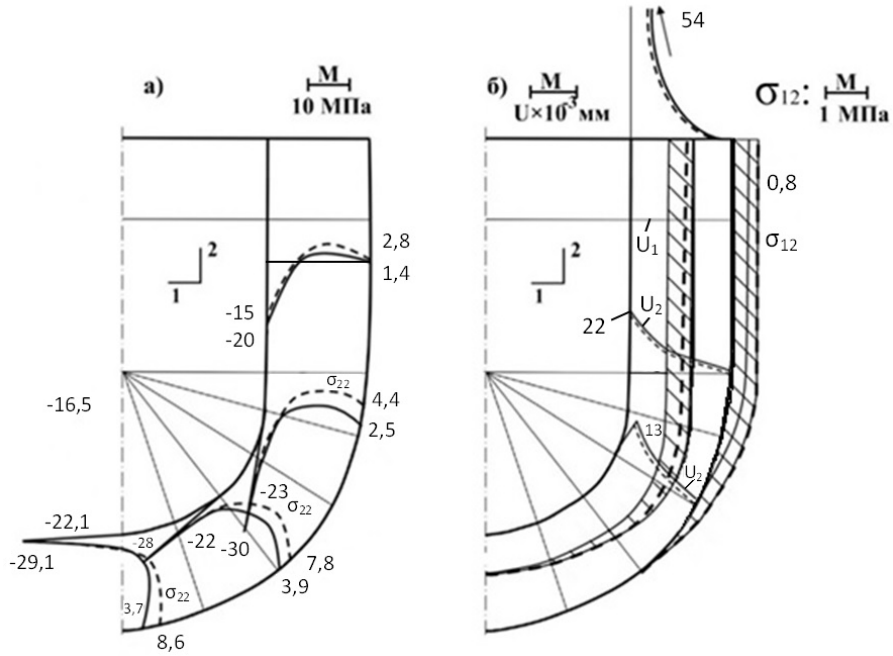 54
М
а)
10 МПа
М
б)
U×10⁻³мм
σ₁₂:
М
1 МПа
0,8
σ₁₂
U₁
2
1
2,8
1,4
-15
-20
2
1
22
U₂
σ₂₂
-16,5
4,4
2,5
13
U₂
-23
σ₂₂
-22,1
-28
-22
-30
-29,1
7,8
3,9
σ₂₂
3,7
8,6